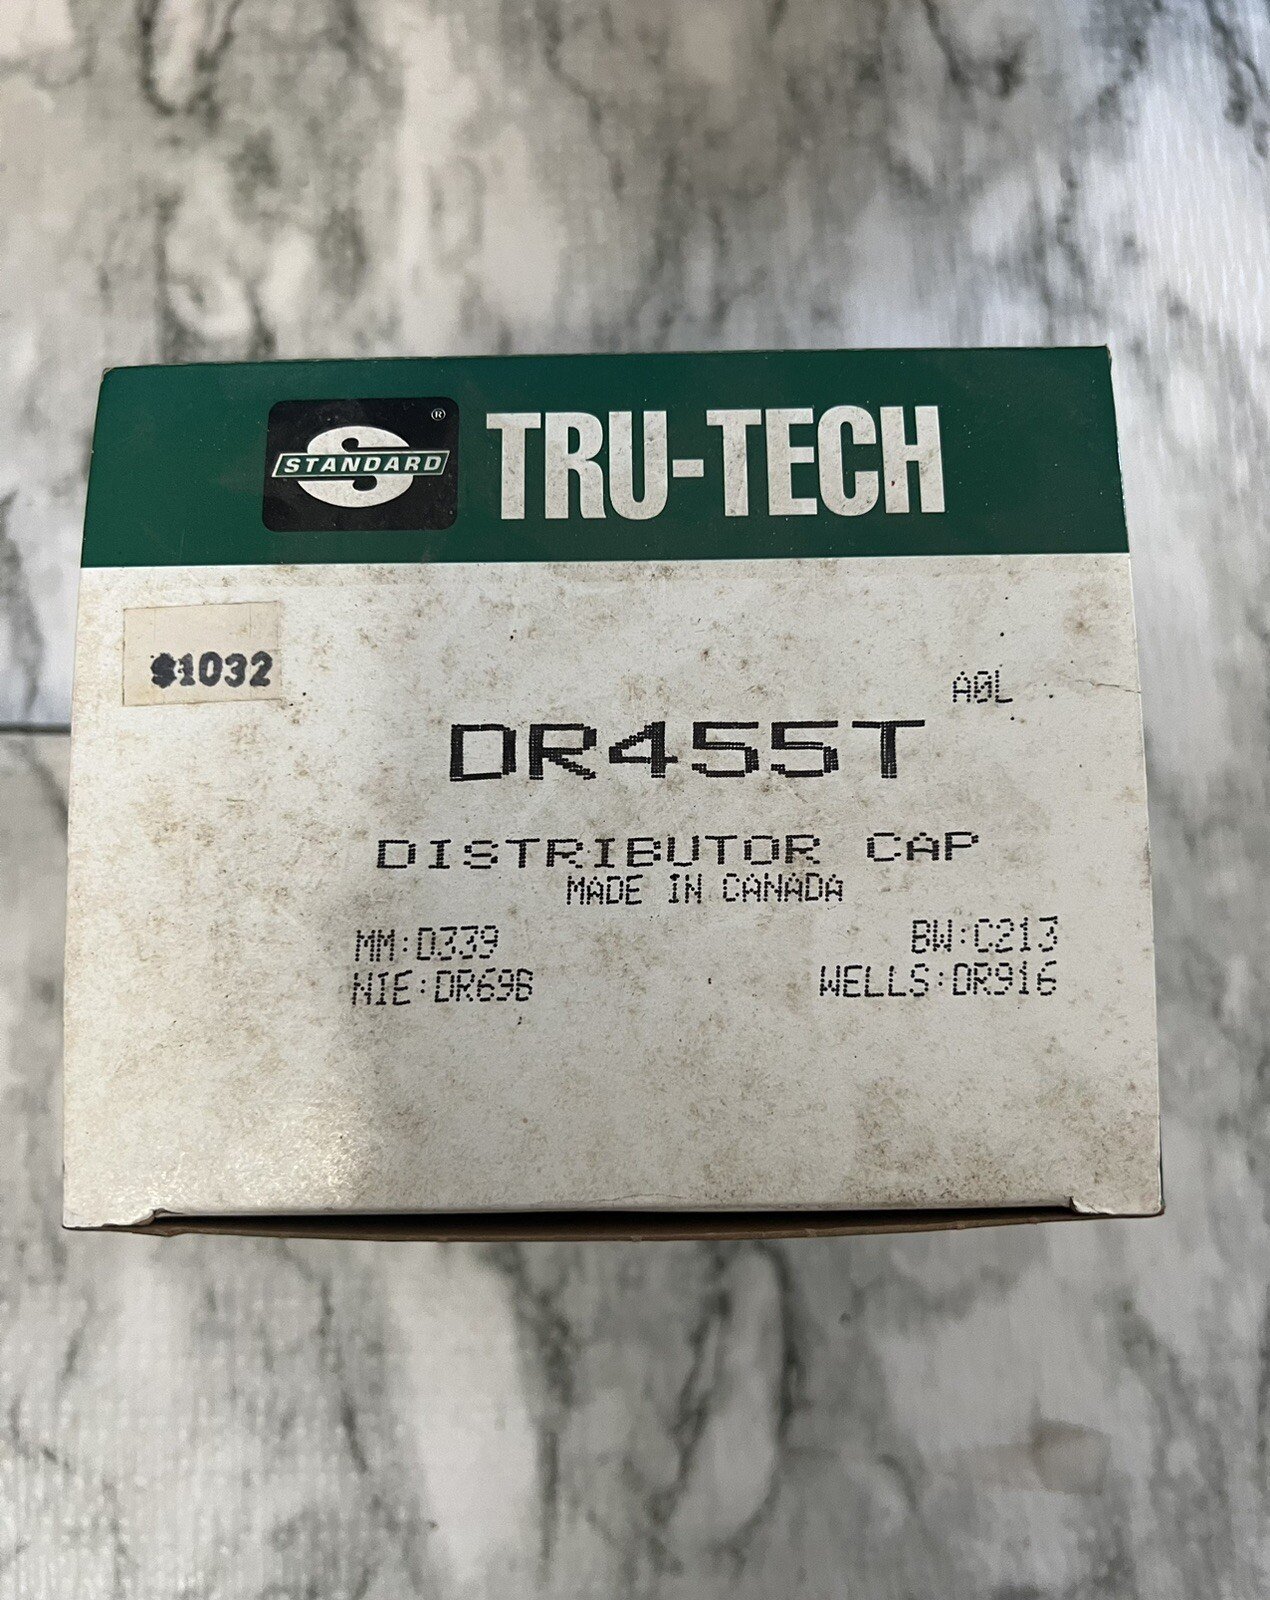 STANDARD ® TRU-TECH
$1032
A0L
DR455T
DISTRIBUTOR CAP
MADE IN CANADA
MM:D339 BW:C213
NIE:DR696 WELLS:DR916